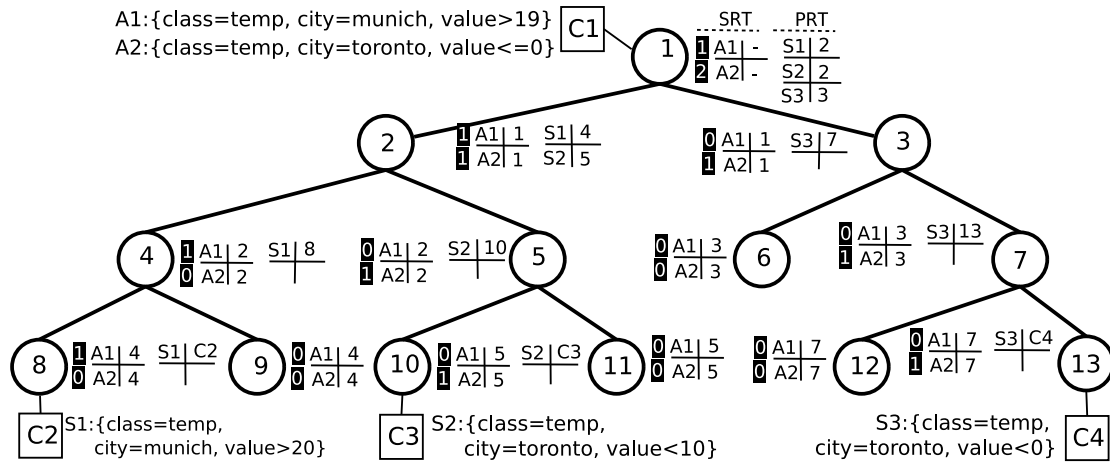 A1:{class=temp, city=munich, value>19} C1 SRT PRT
A2:{class=temp, city=toronto, value<=0}
1 1 A1 - S1 2
2 A2 - S2 2
S3 3
2 1 A1 1 S1 4 0 A1 1 S3 7 3
1 A2 1 S2 5 1 A2 1
4 1 A1 2 S1 8 0 A1 2 S2 10 5 0 A1 3 6 0 A1 3 S3 13 7
0 A2 2 1 A2 2 0 A2 3 1 A2 3
8 1 A1 4 S1 C2 9 0 A1 4 10 0 A1 5 S2 C3 11 0 A1 5 0 A1 7 12 0 A1 7 S3 C4 13
0 A2 4 0 A2 4 1 A2 5 0 A2 5 0 A2 7 1 A2 7
C2 S1:{class=temp,
city=munich, value>20}
C3 S2:{class=temp,
city=toronto, value<10}
S3:{class=temp, C4
city=toronto, value<0}